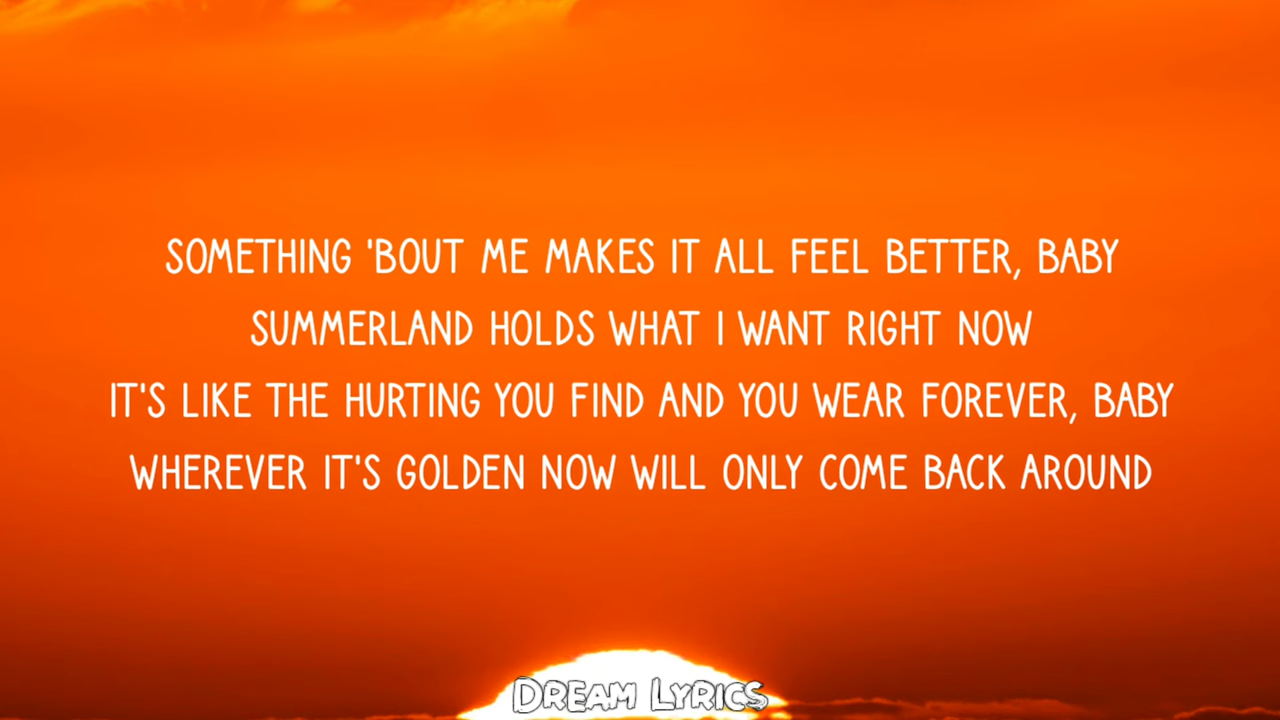 SOMETHING 'BOUT ME MAKES IT ALL FEEL BETTER, BABY
SUMMERLAND HOLDS WHAT I WANT RIGHT NOW
IT'S LIKE THE HURTING YOU FIND AND YOU WEAR FOREVER, BABY
WHEREVER IT'S GOLDEN NOW WILL ONLY COME BACK AROUND
DREAM LYRICS